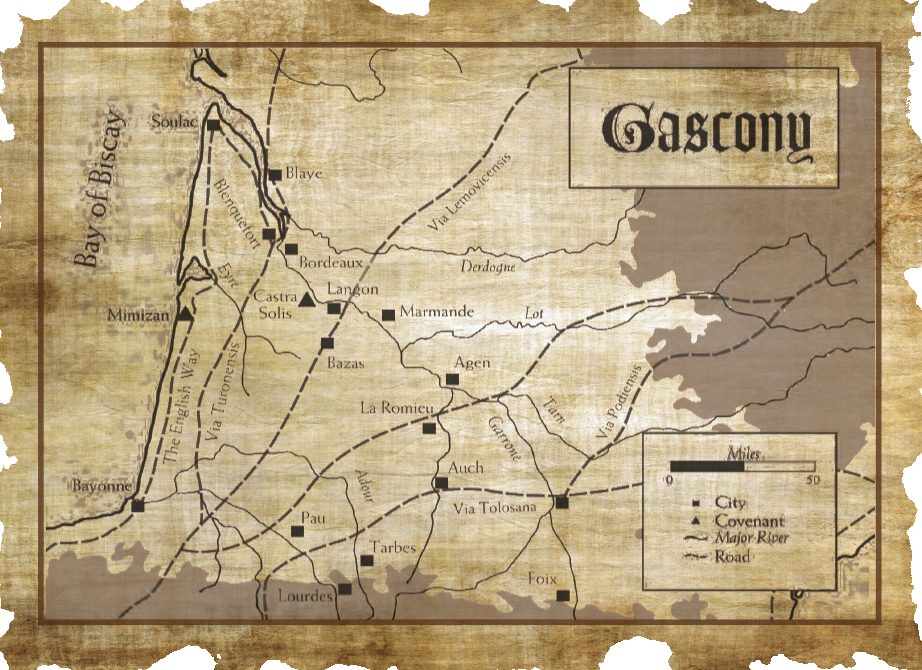 Gascony
Bay of Biscay
Soulac
Blaye
Blenquefort
Via Lemovicensis
Bordeaux
Derdogne
Eyre
Castra
Solis
Langon
Mimizan
Marmande
Lot
Bazas
Agen
The English Way
Via Turonensis
La Romieu
Tarn
Via Podiensis
Garrone
Auch
Adour
Bayonne
Via Tolosana
Pau
Tarbes
Foix
Lourdes
Miles
0 50
City
Covenant
Major River
Road